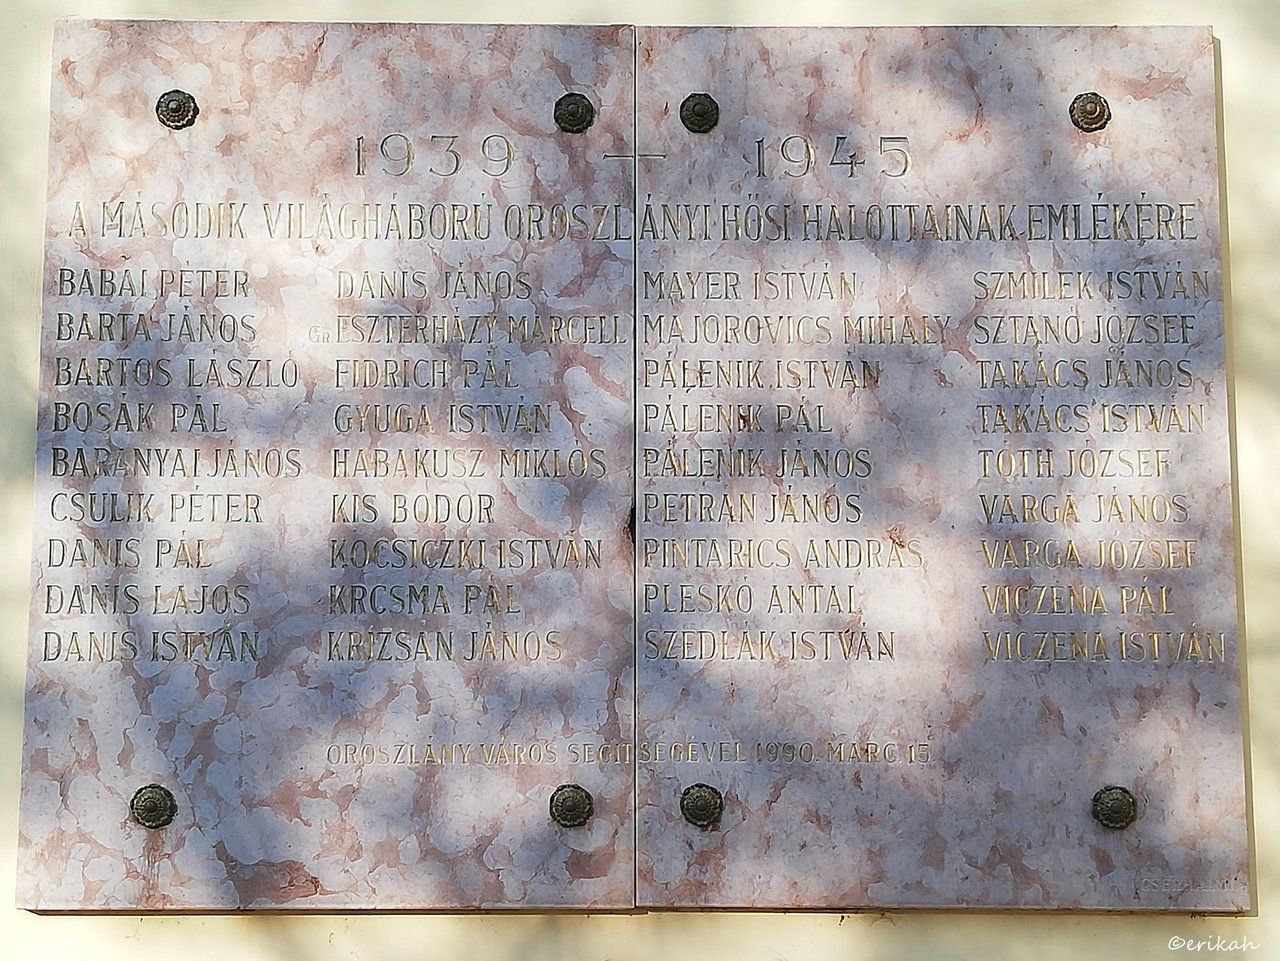 1939 – 1945
A MÁSODIK VILÁGHÁBORÚ OROSZLÁNYI HŐSI HALOTTAINAK EMLÉKÉRE
BABAI PÉTER
BARTA JÁNOS
BARTOS LÁSZLÓ
BOSÁK PÁL
BARANYAI JÁNOS
CSULIK PÉTER
DANIS PÁL
DANIS LAJOS
DANIS ISTVÁN
DANIS JÁNOS
Gr. ESZTERHÁZY MARCELL
FIDRICH PÁL
GYUGA ISTVÁN
HABAKUSZ MIKLÓS
KIS BODOR
KOCSICZKI ISTVÁN
KRCSMA PÁL
KRIZSÁN JÁNOS
MAYER ISTVÁN
MAJOROVICS MIHÁLY
PÁLENIK ISTVÁN
PÁLENIK PÁL
PÁLENIK JÁNOS
PETRÁN JÁNOS
PINTARICS ANDRÁS
PLESKÓ ANTAL
SZEDLÁK ISTVÁN
SZMILEK ISTVÁN
SZTANÓ JÓZSEF
TAKÁCS JÁNOS
TAKÁCS ISTVÁN
TÓTH JÓZSEF
VARGA JÁNOS
VARGA JÓZSEF
VICZENA PÁL
VICZENA ISTVÁN
OROSZLÁNY VÁROS SEGITSÉGÉVEL 1990. MÁRC. 15
CSERHALMI
©erikah